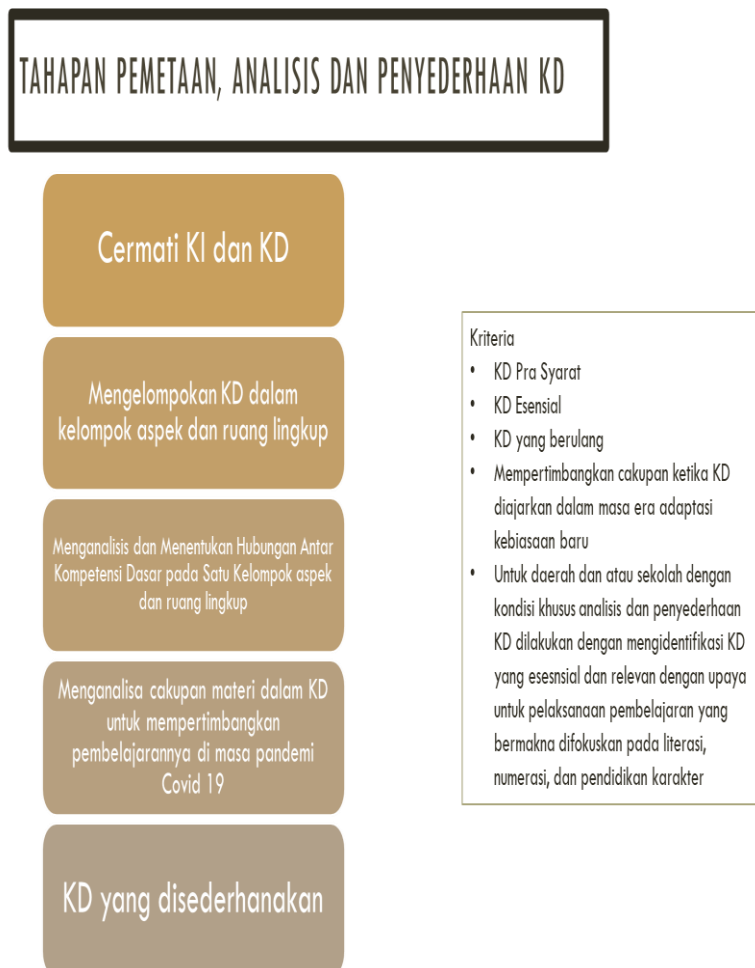 TAHAPAN PEMETAAN, ANALISIS DAN PENYEDERHAAN KD
Cermati KI dan KD
Mengelompokan KD dalam
kelompok aspek dan ruang lingkup
Menganalisis dan Menentukan Hubungan Antar
Kompetensi Dasar pada Satu Kelompok aspek
dan ruang lingkup
Menganalisa cakupan materi dalam KD
untuk mempertimbangkan
pembelajarannya di masa pandemi
Covid 19
KD yang disederhanakan
Kriteria
• KD Pra Syarat
• KD Esensial
• KD yang berulang
• Mempertimbangkan cakupan ketika KD
diajarkan dalam masa era adaptasi
kebiasaan baru
• Untuk daerah dan atau sekolah dengan
kondisi khusus analisis dan penyederhaan
KD dilakukan dengan mengidentifikasi KD
yang esesnsial dan relevan dengan upaya
untuk pelaksanaan pembelajaran yang
bermakna difokuskan pada literasi,
numerasi, dan pendidikan karakter